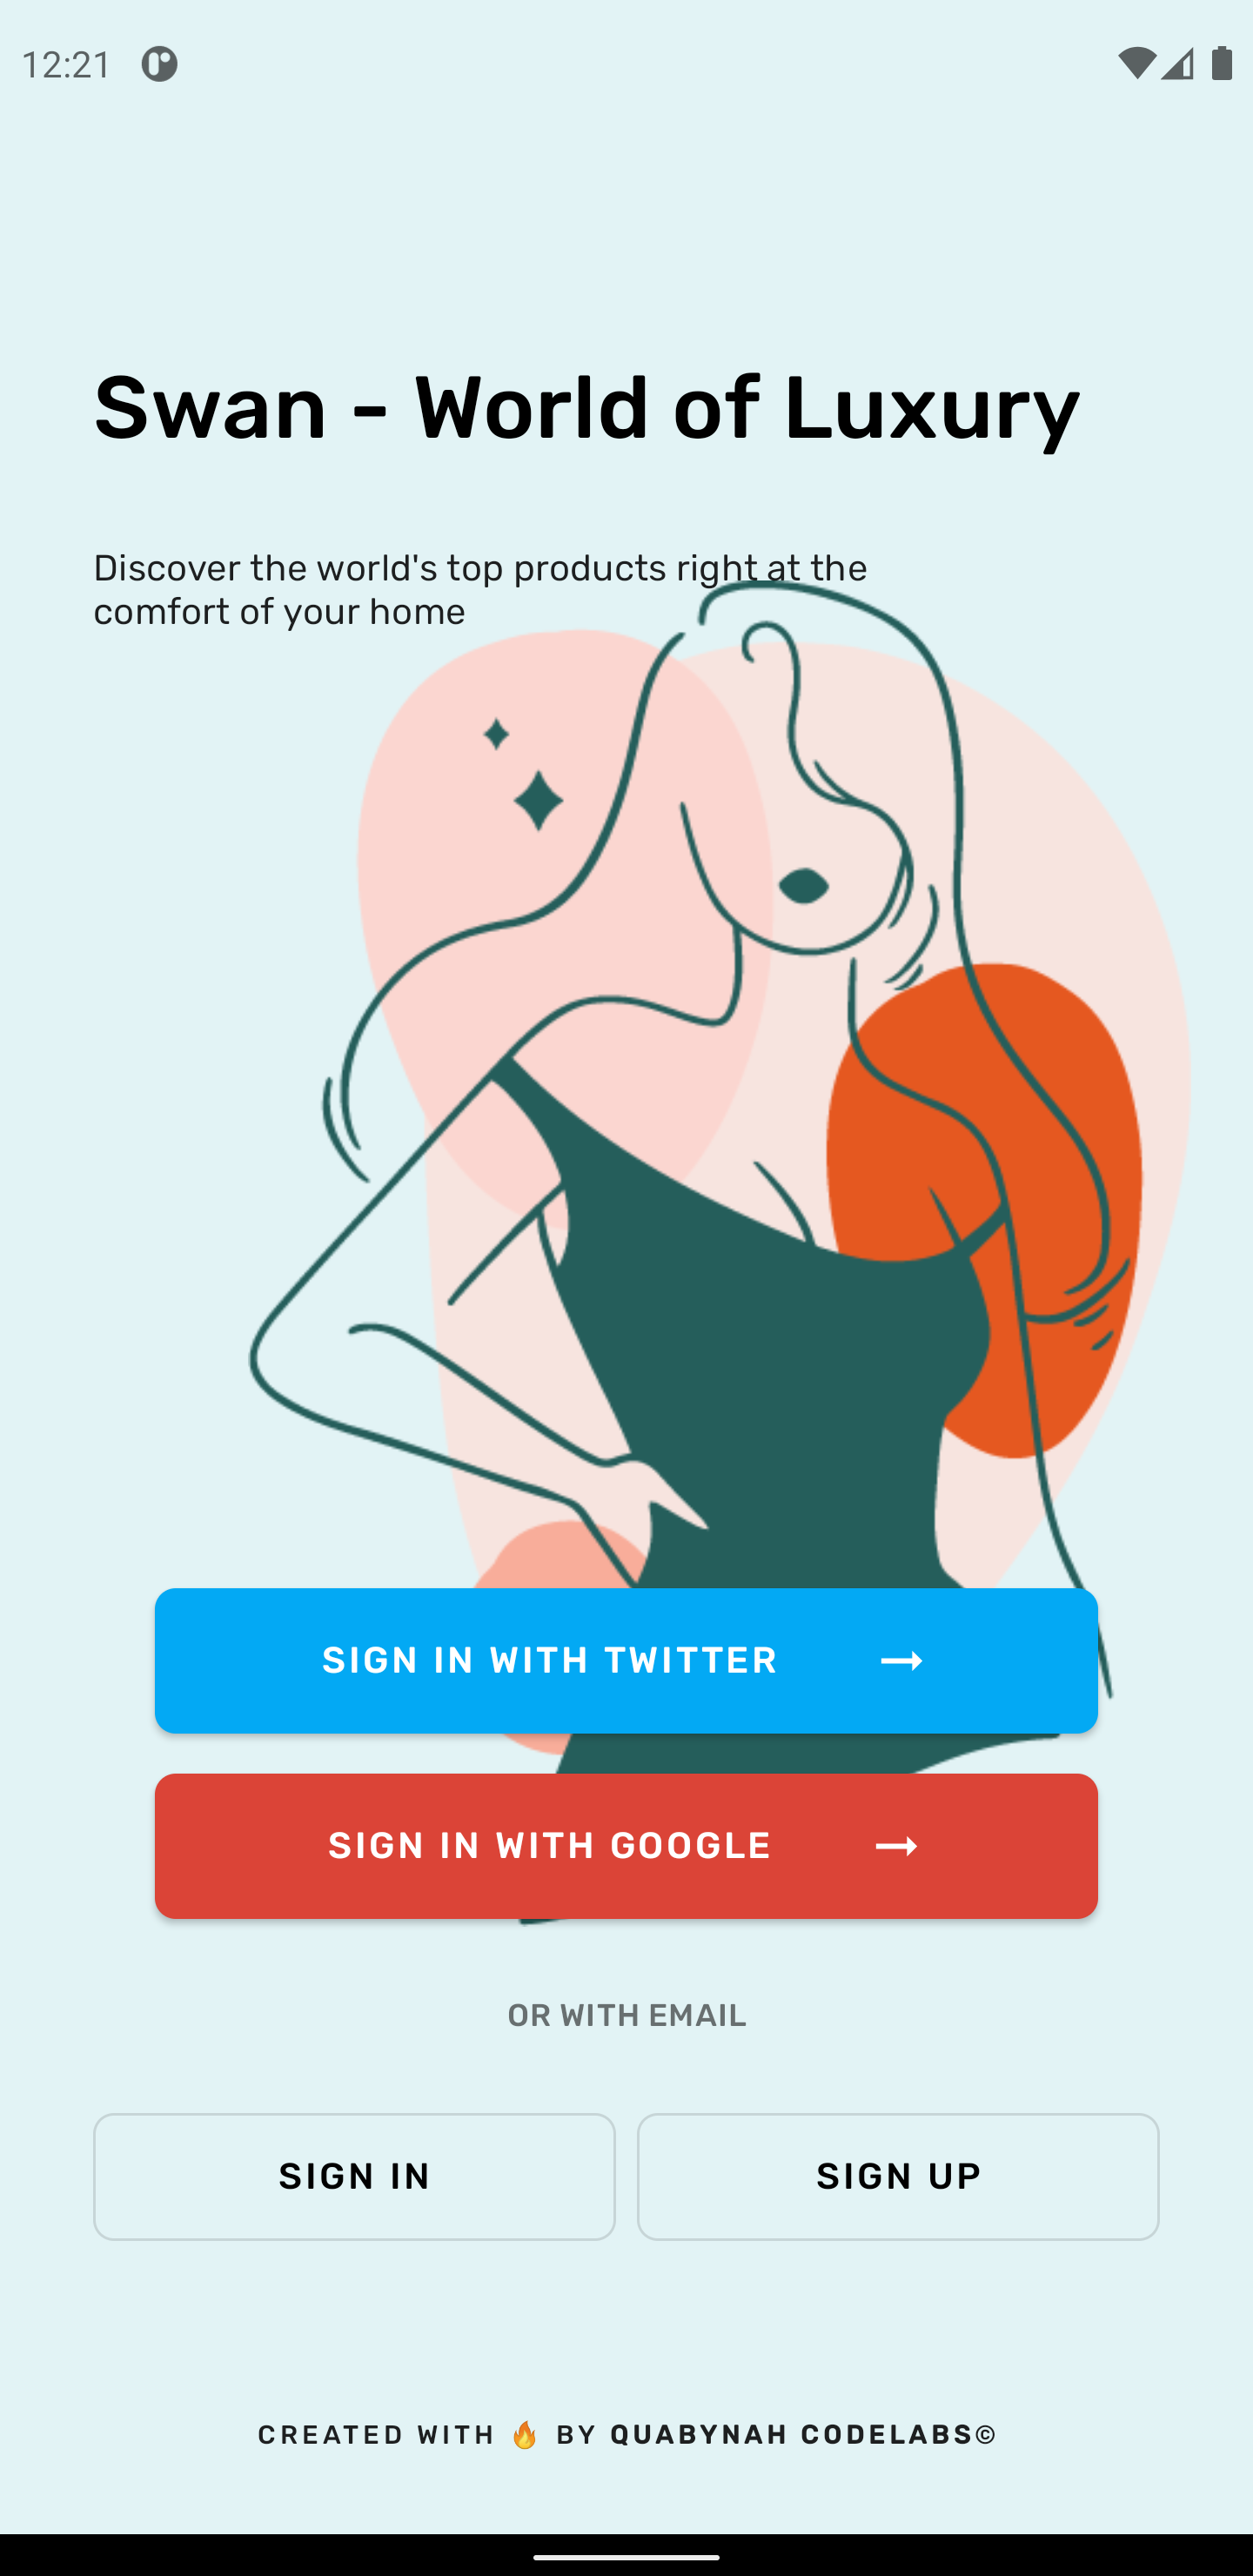 12:21
Swan - World of Luxury
Discover the world's top products right at the
comfort of your home
SIGN IN WITH TWITTER
SIGN IN WITH GOOGLE
OR WITH EMAIL
SIGN IN
SIGN UP
CREATED WITH 🔥 BY QUABYNAH CODELABS©